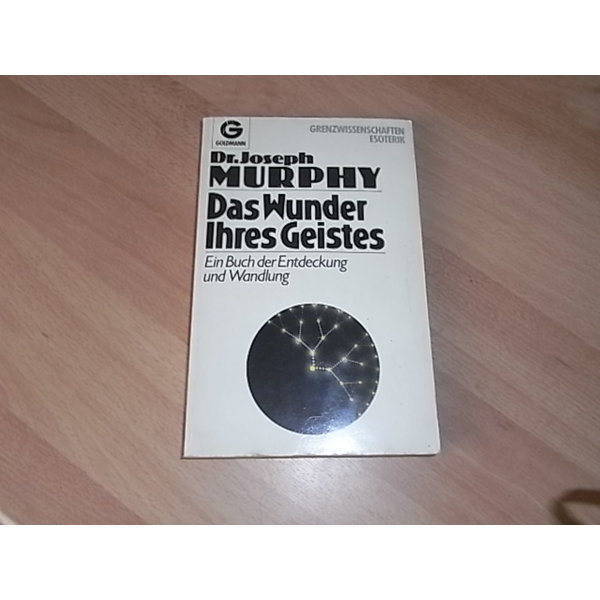 G
GOLDMANN
GRENZWISSENSCHAFTEN
ESOTERIK
Dr. Joseph
MURPHY
Das Wunder
Ihres Geistes
Ein Buch der Entdeckung
und Wandlung